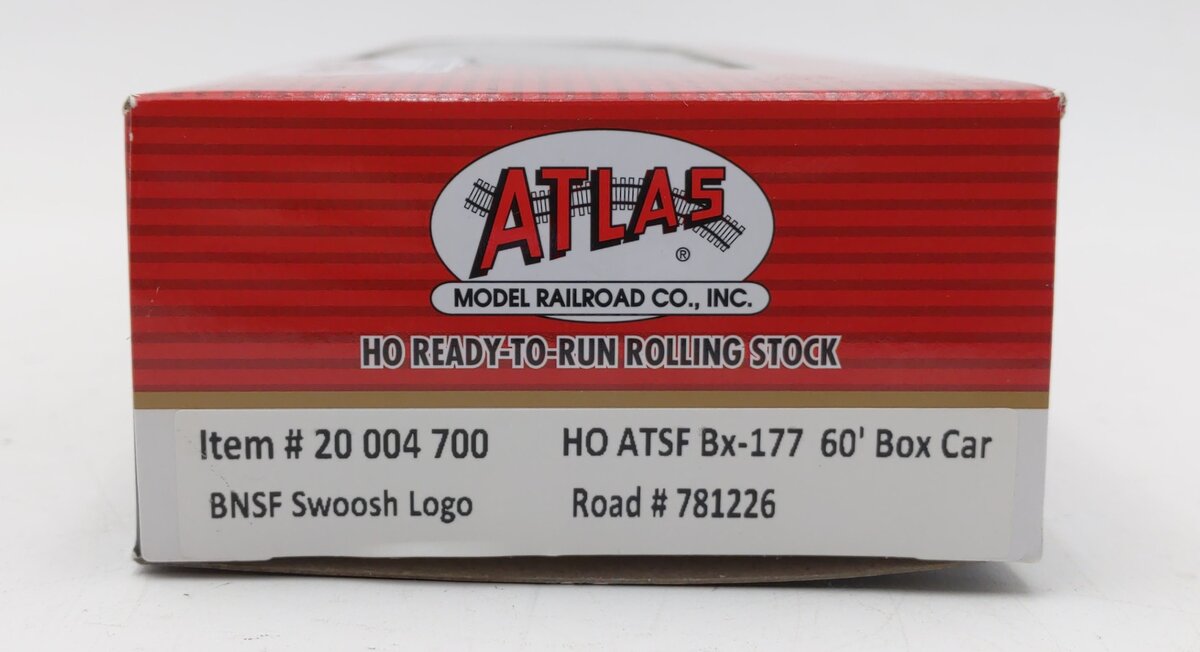 ATLAS
®
MODEL RAILROAD CO., INC.
HO READY-TO-RUN ROLLING STOCK
Item # 20 004 700 HO ATSF Bx-177 60' Box Car
BNSF Swoosh Logo Road # 781226